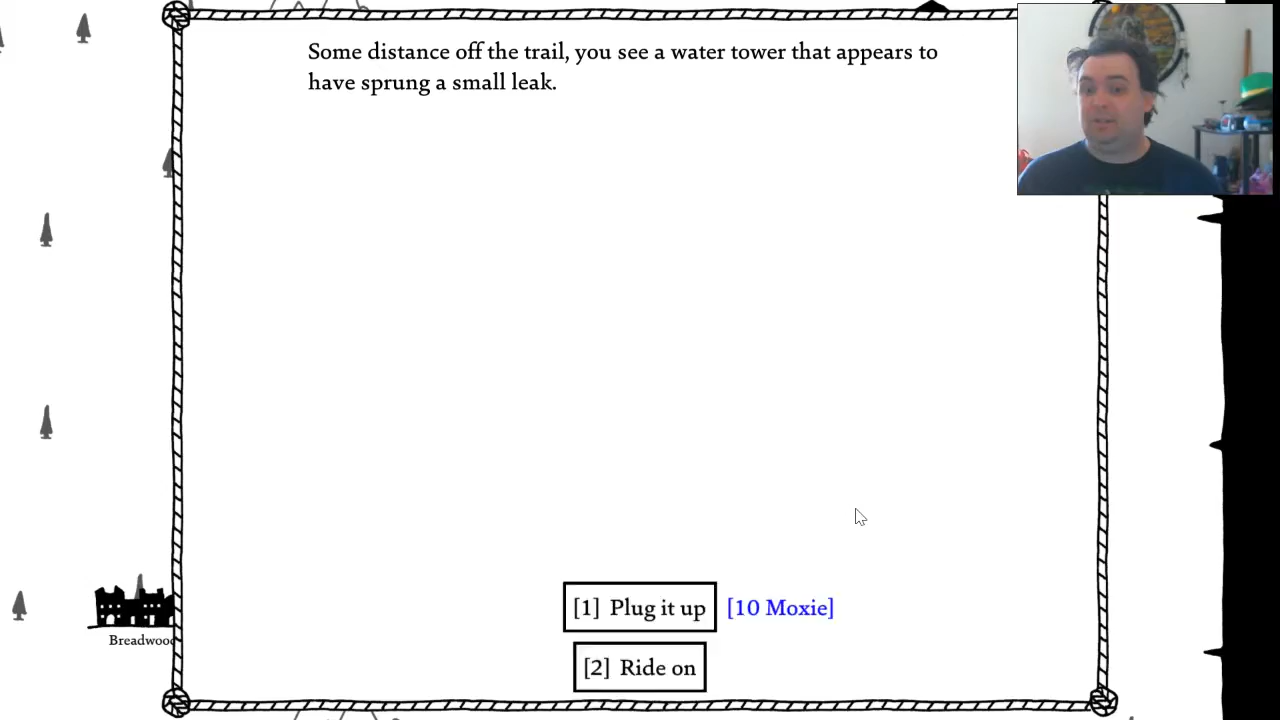 Some distance off the trail, you see a water tower that appears to
have sprung a small leak.
[1] Plug it up [10 Moxie]
[2] Ride on
Breadwood